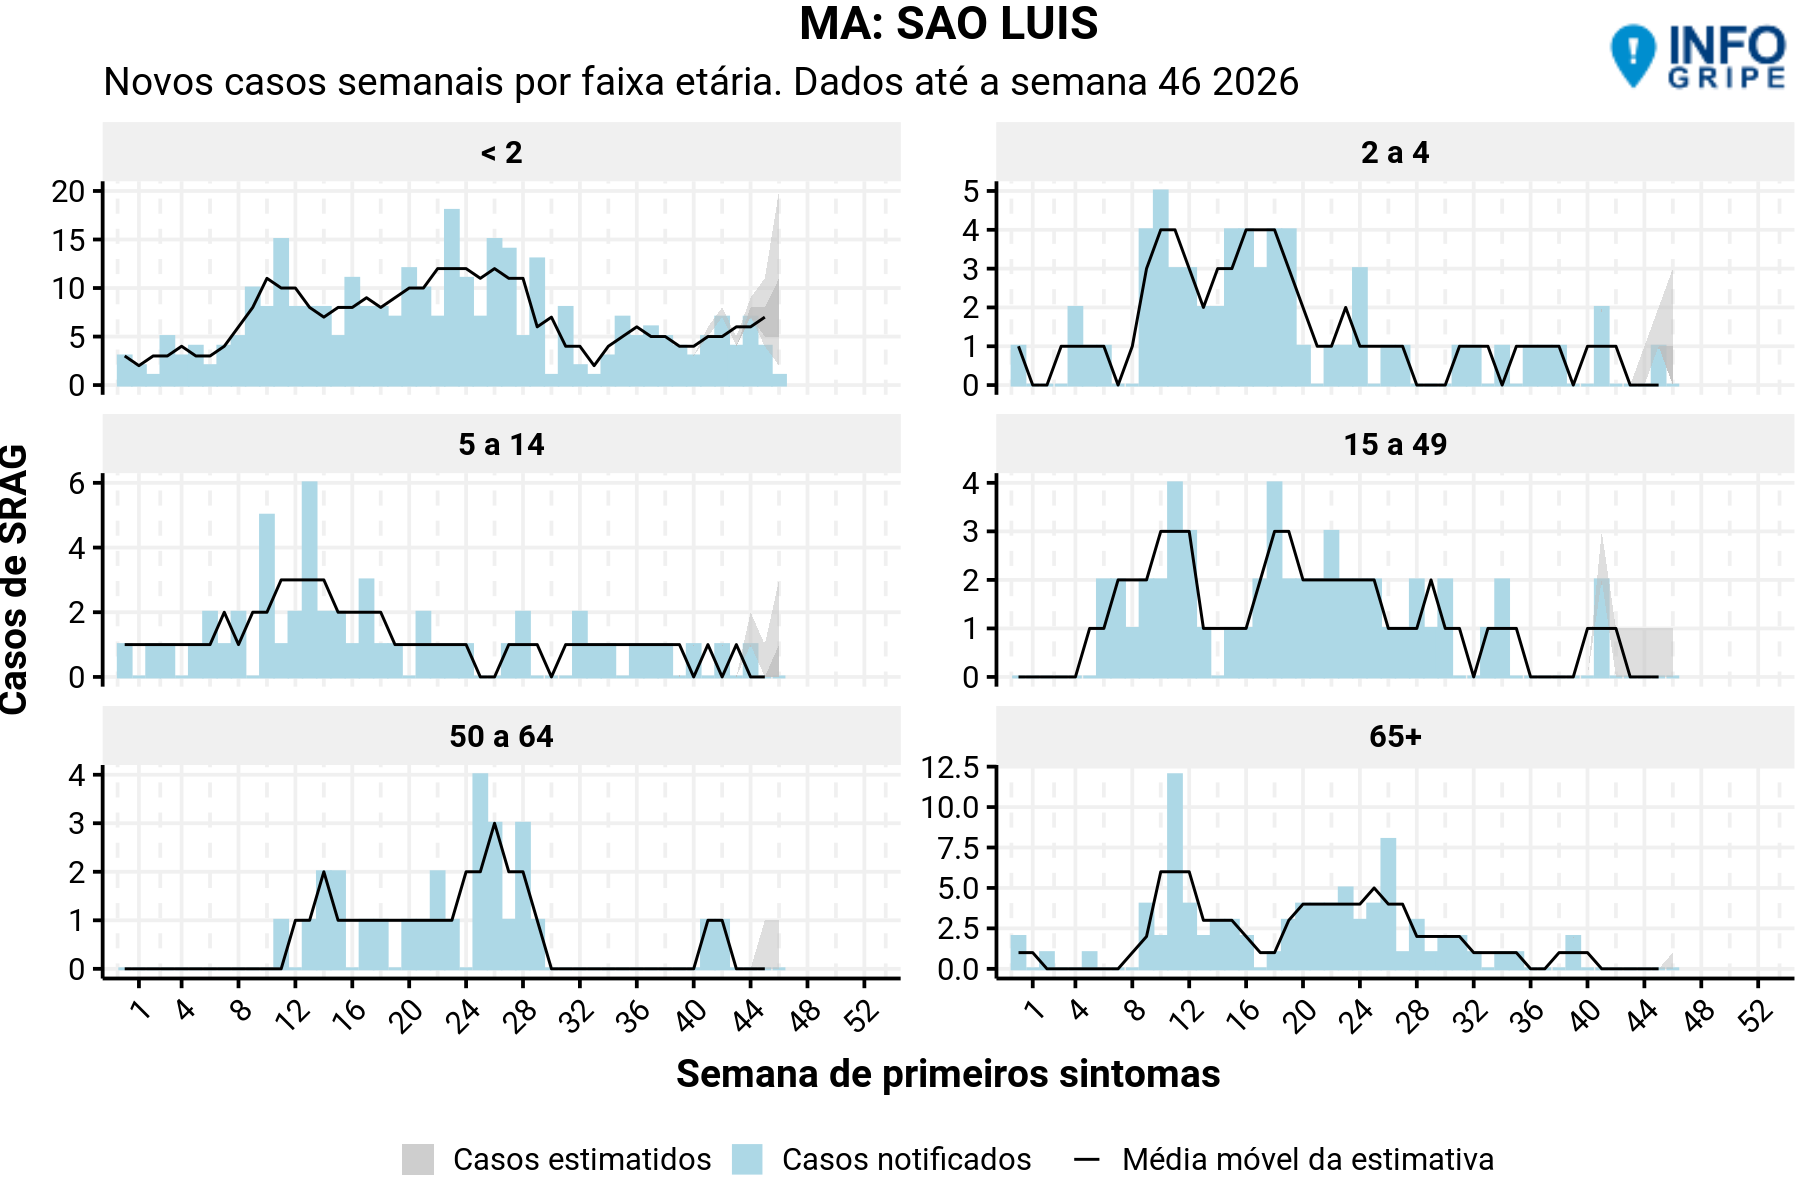 MA: SAO LUIS
Novos casos semanais por faixa etária. Dados até a semana 46 2026
INFO
GRIPE
< 2
2 a 4
20
15
10
5
0
5
4
3
2
1
0
5 a 14
15 a 49
6
4
2
0
4
3
2
1
0
50 a 64
65+
4
3
2
1
0
12.5
10.0
7.5
5.0
2.5
0.0
1 4 8 12 16 20 24 28 32 36 40 44 48 52
1 4 8 12 16 20 24 28 32 36 40 44 48 52
Casos de SRAG
Semana de primeiros sintomas
Casos estimatidos Casos notificados Média móvel da estimativa